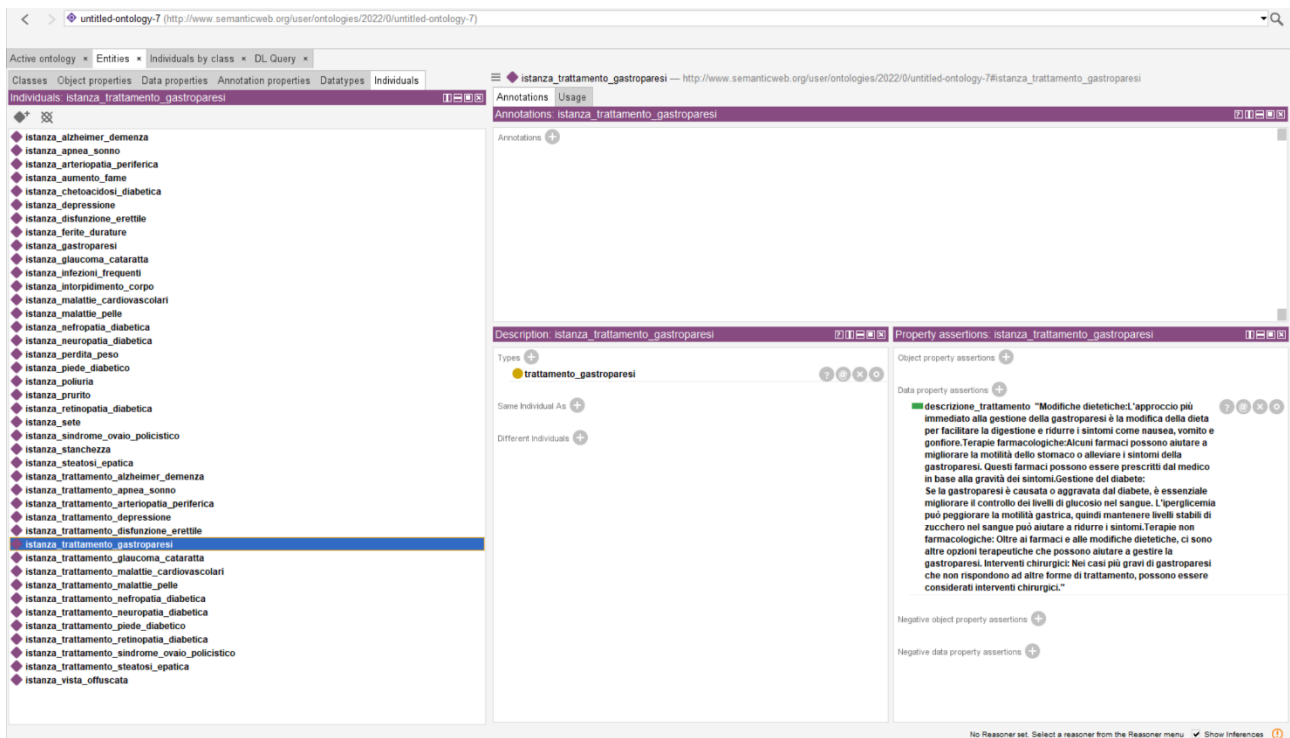 untitled-ontology-7 (http://www.semanticweb.org/user/ontologies/2022/0/untitled-ontology-7)
Active ontology × Entities × Individuals by class × DL Query ×
Classes Object properties Data properties Annotation properties Datatypes Individuals
Individuals: istanza_trattamento_gastroparesi
istanza_alzheimer_demenza
istanza_apnea_sonno
istanza_arteriopatia_periferica
istanza_aumento_fame
istanza_chetoacidosi_diabetica
istanza_depressione
istanza_disfunzione_erettile
istanza_ferite_durature
istanza_gastroparesi
istanza_glaucoma_cataratta
istanza_infezioni_frequenti
istanza_intorpidimento_corpo
istanza_malattie_cardiovascolari
istanza_malattie_pelle
istanza_nefropatia_diabetica
istanza_neuropatia_diabetica
istanza_perdita_peso
istanza_piede_diabetico
istanza_poliuria
istanza_prurito
istanza_retinopatia_diabetica
istanza_sete
istanza_sindrome_ovaio_policistico
istanza_stanchezza
istanza_steatosi_epatica
istanza_trattamento_alzheimer_demenza
istanza_trattamento_apnea_sonno
istanza_trattamento_arteriopatia_periferica
istanza_trattamento_depressione
istanza_trattamento_disfunzione_erettile
istanza_trattamento_gastroparesi
istanza_trattamento_glaucoma_cataratta
istanza_trattamento_malattie_cardiovascolari
istanza_trattamento_malattie_pelle
istanza_trattamento_nefropatia_diabetica
istanza_trattamento_neuropatia_diabetica
istanza_trattamento_piede_diabetico
istanza_trattamento_retinopatia_diabetica
istanza_trattamento_sindrome_ovaio_policistico
istanza_trattamento_steatosi_epatica
istanza_vista_offuscata
istanza_trattamento_gastroparesi — http://www.semanticweb.org/user/ontologies/2022/0/untitled-ontology-7#istanza_trattamento_gastroparesi
Annotations Usage
Annotations: istanza_trattamento_gastroparesi
Annotations
Description: istanza_trattamento_gastroparesi
Types
trattamento_gastroparesi
Same Individual As
Different Individuals
Property assertions: istanza_trattamento_gastroparesi
Object property assertions
Data property assertions
descrizione_trattamento "Modifiche dietetiche:L'approccio più
immediato alla gestione della gastroparesi è la modifica della dieta
per facilitare la digestione e ridurre i sintomi come nausea, vomito e
gonfiore.Terapie farmacologiche:Alcuni farmaci possono aiutare a
migliorare la motilità dello stomaco o alleviare i sintomi della
gastroparesi. Questi farmaci possono essere prescritti dal medico
in base alla gravità dei sintomi.Gestione del diabete:
Se la gastroparesi è causata o aggravata dal diabete, è essenziale
migliorare il controllo dei livelli di glucosio nel sangue. L'iperglicemia
puó peggiorare la motilità gastrica, quindi mantenere livelli stabili di
zucchero nel sangue puó aiutare a ridurre i sintomi.Terapie non
farmacologiche: Oltre ai farmaci e alle modifiche dietetiche, ci sono
altre opzioni terapeutiche che possono aiutare a gestire la
gastroparesi. Interventi chirurgici: Nei casi più gravi di gastroparesi
che non rispondono ad altre forme di trattamento, possono essere
considerati interventi chirurgici."
Negative object property assertions
Negative data property assertions
No Reasoner set. Select a reasoner from the Reasoner menu Show Inferences